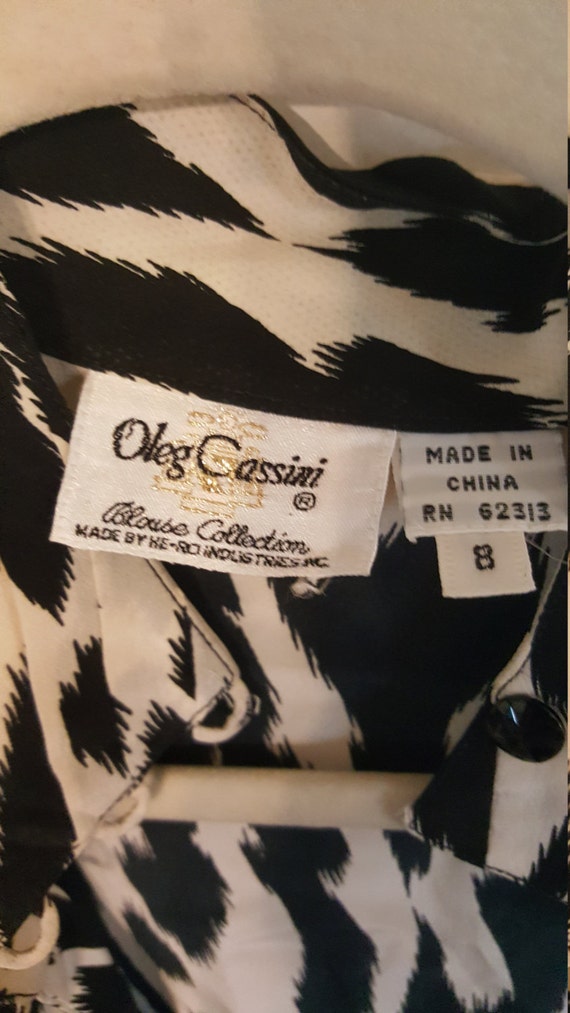 Oleg Cassini ®
Blouse Collection
MADE BY HE-RO INDUSTRIES, INC.
MADE IN
CHINA
RN 62313
8